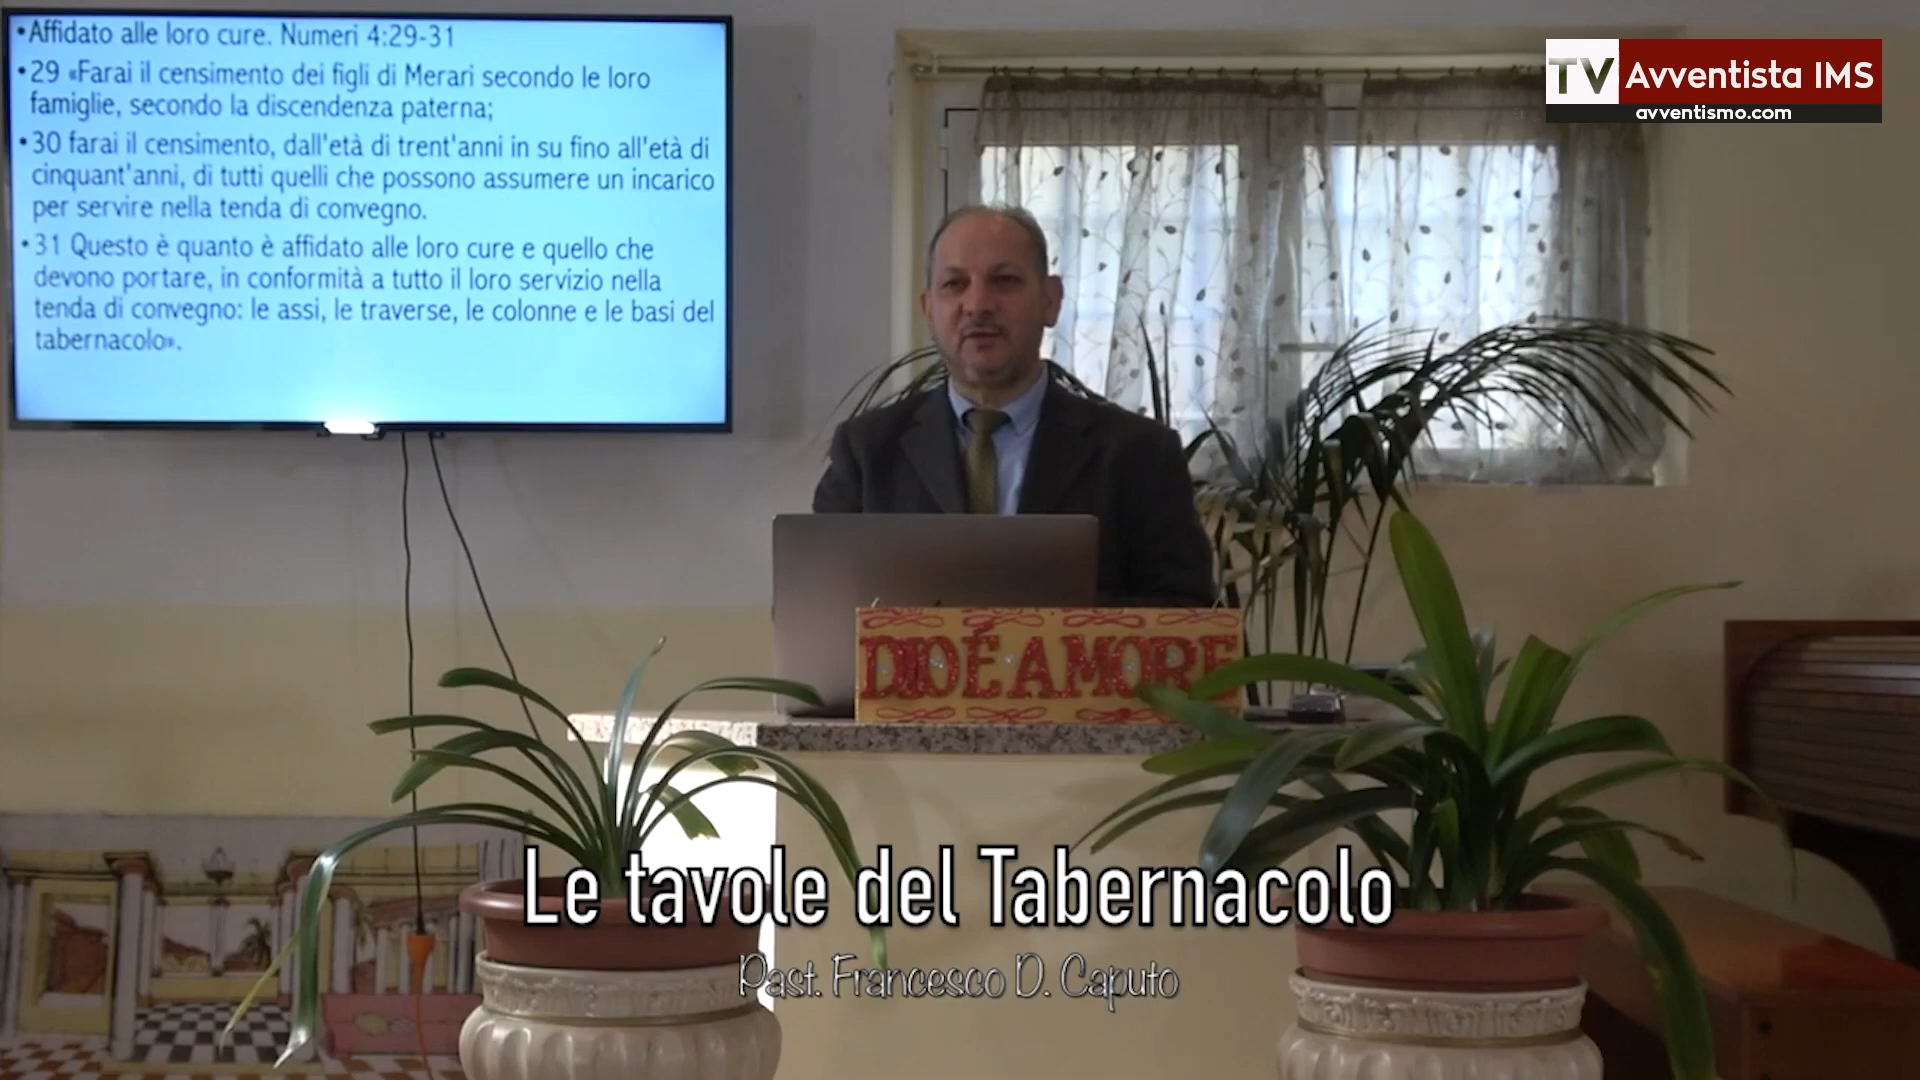 •Affidato alle loro cure. Numeri 4:29-31
•29 «Farai il censimento dei figli di Merari secondo le loro
famiglie, secondo la discendenza paterna;
•30 farai il censimento, dall'età di trent'anni in su fino all'età di
cinquant'anni, di tutti quelli che possono assumere un incarico
per servire nella tenda di convegno.
•31 Questo è quanto è affidato alle loro cure e quello che
devono portare, in conformità a tutto il loro servizio nella
tenda di convegno: le assi, le traverse, le colonne e le basi del
tabernacolo».
TV Avventista IMS
avventismo.com
DIO É AMORE
Le tavole del Tabernacolo
Past. Francesco D. Caputo